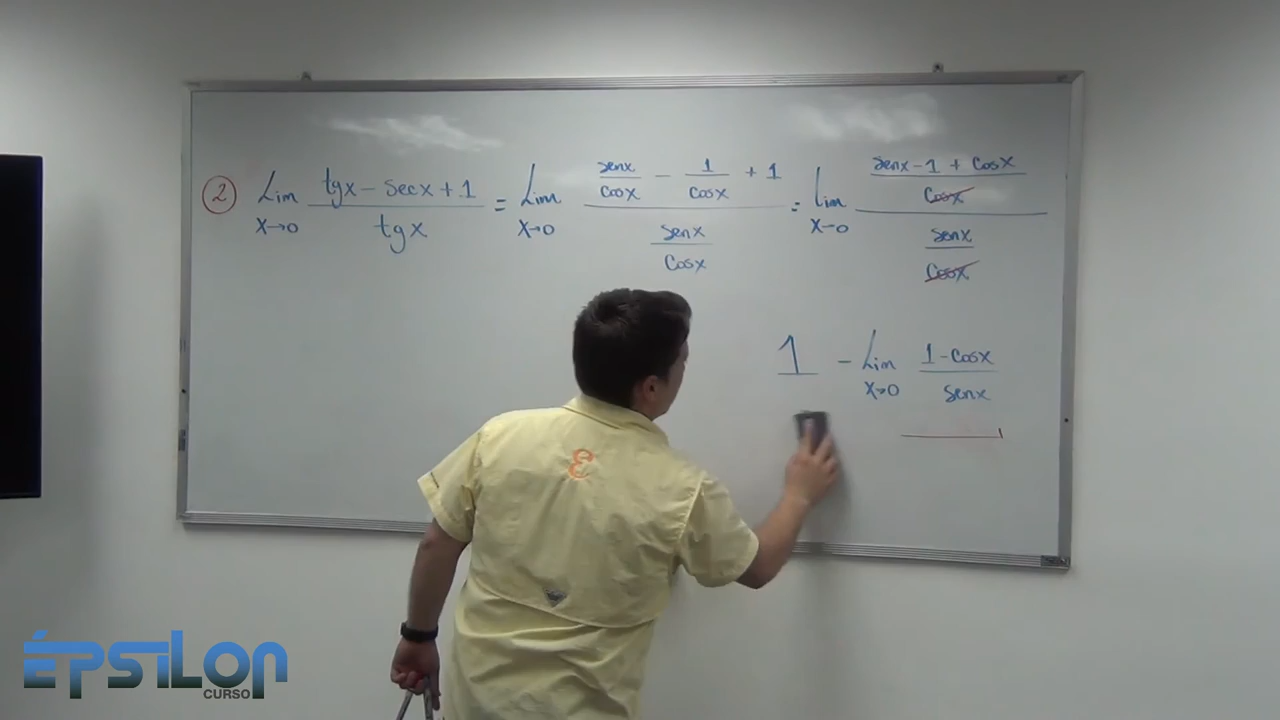 ② Lim x→0 (tgx - secx + 1)/(tgx) = Lim x→0 (senx/cosx - 1/cosx + 1)/(senx/cosx) = Lim x→0 ((senx - 1 + cosx)/cosx)/(senx/cosx)
1 - Lim x→0 (1 - cosx)/(senx)
ε
ÉPSILON
CURSO